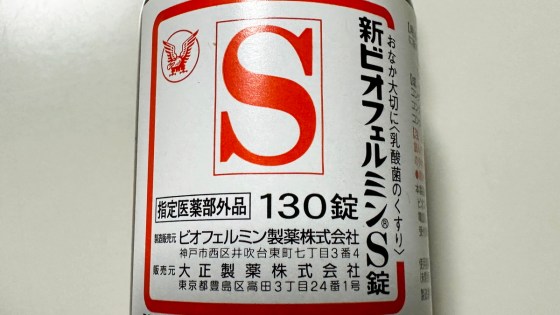 S
新ビオフェルミン®S錠
おなか大切に〈乳酸菌のくすり〉
指定医薬部外品 130錠
製造販売元 ビオフェルミン製薬株式会社
神戸市西区井吹台東町七丁目3番4
販売元 大正製薬株式会社
東京都豊島区高田3丁目24番1号